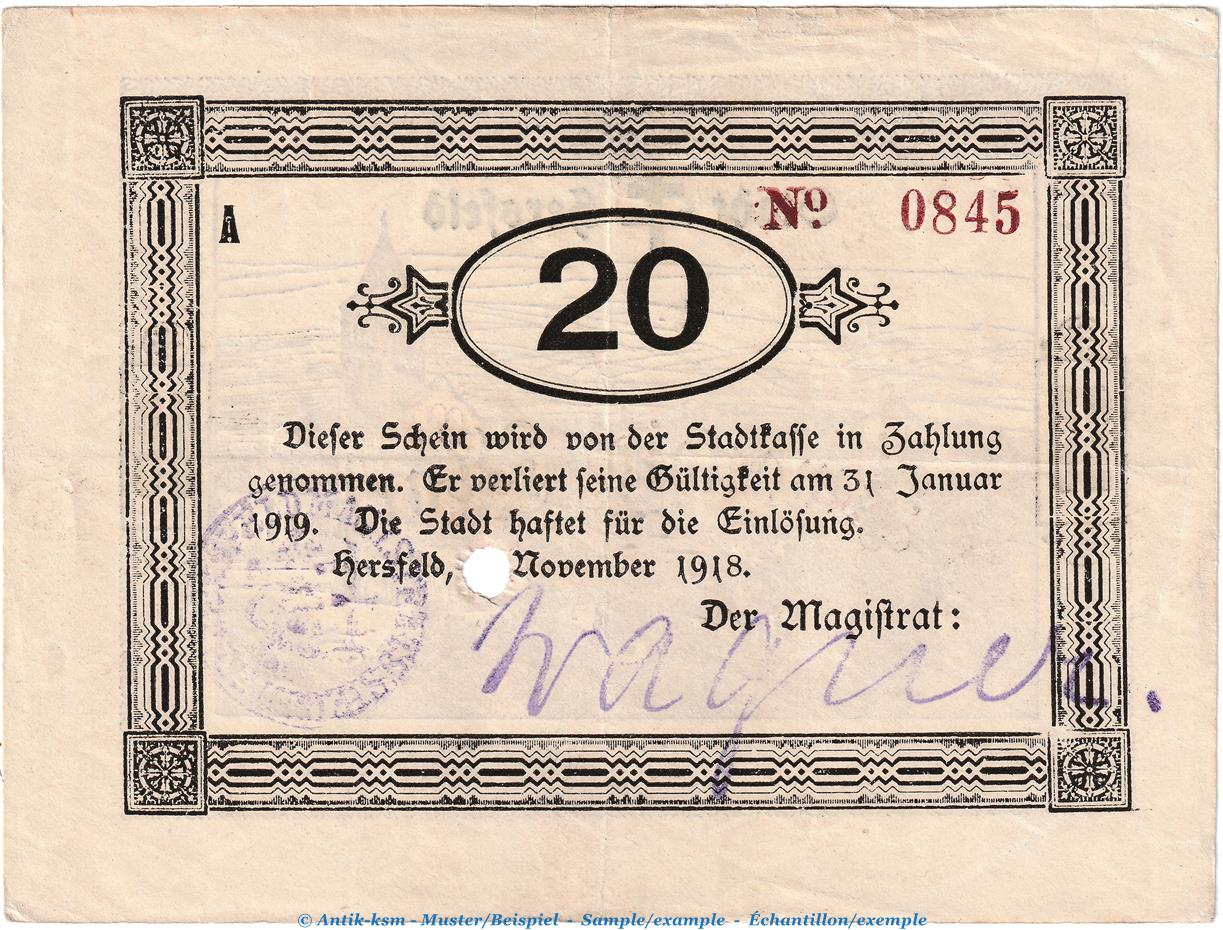 A
No 0845
20
Dieser Schein wird von der Stadtkasse in Zahlung
genommen. Er verliert seine Gültigkeit am 31 Januar
1919. Die Stadt haftet für die Einlösung.
Hersfeld, November 1918.
Der Magistrat:
Wagner.
© Antik-ksm - Muster/Beispiel - Sample/example - Échantillon/exemple